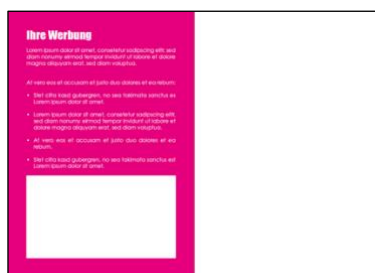 Ihre Werbung
Lorem ipsum dolor sit amet, consetetur sadipscing elitr, sed
diam nonumy eirmod tempor invidunt ut labore et dolore
magna aliquyam erat, sed diam voluptua.
At vero eos et accusam et justo duo dolores et ea rebum:
• Stet clita kasd gubergren, no sea takimata sanctus es
Lorem ipsum dolor sit amet.
• Lorem ipsum dolor sit amet, consetetur sadipscing elitr,
sed diam nonumy eirmod tempor invidunt ut labore et
dolore magna aliquyam erat, sed diam voluptua.
• At vero eos et accusam et justo duo dolores et ea
rebum.
• Stet clita kasd gubergren, no sea takimata sanctus est
Lorem ipsum dolor sit amet.